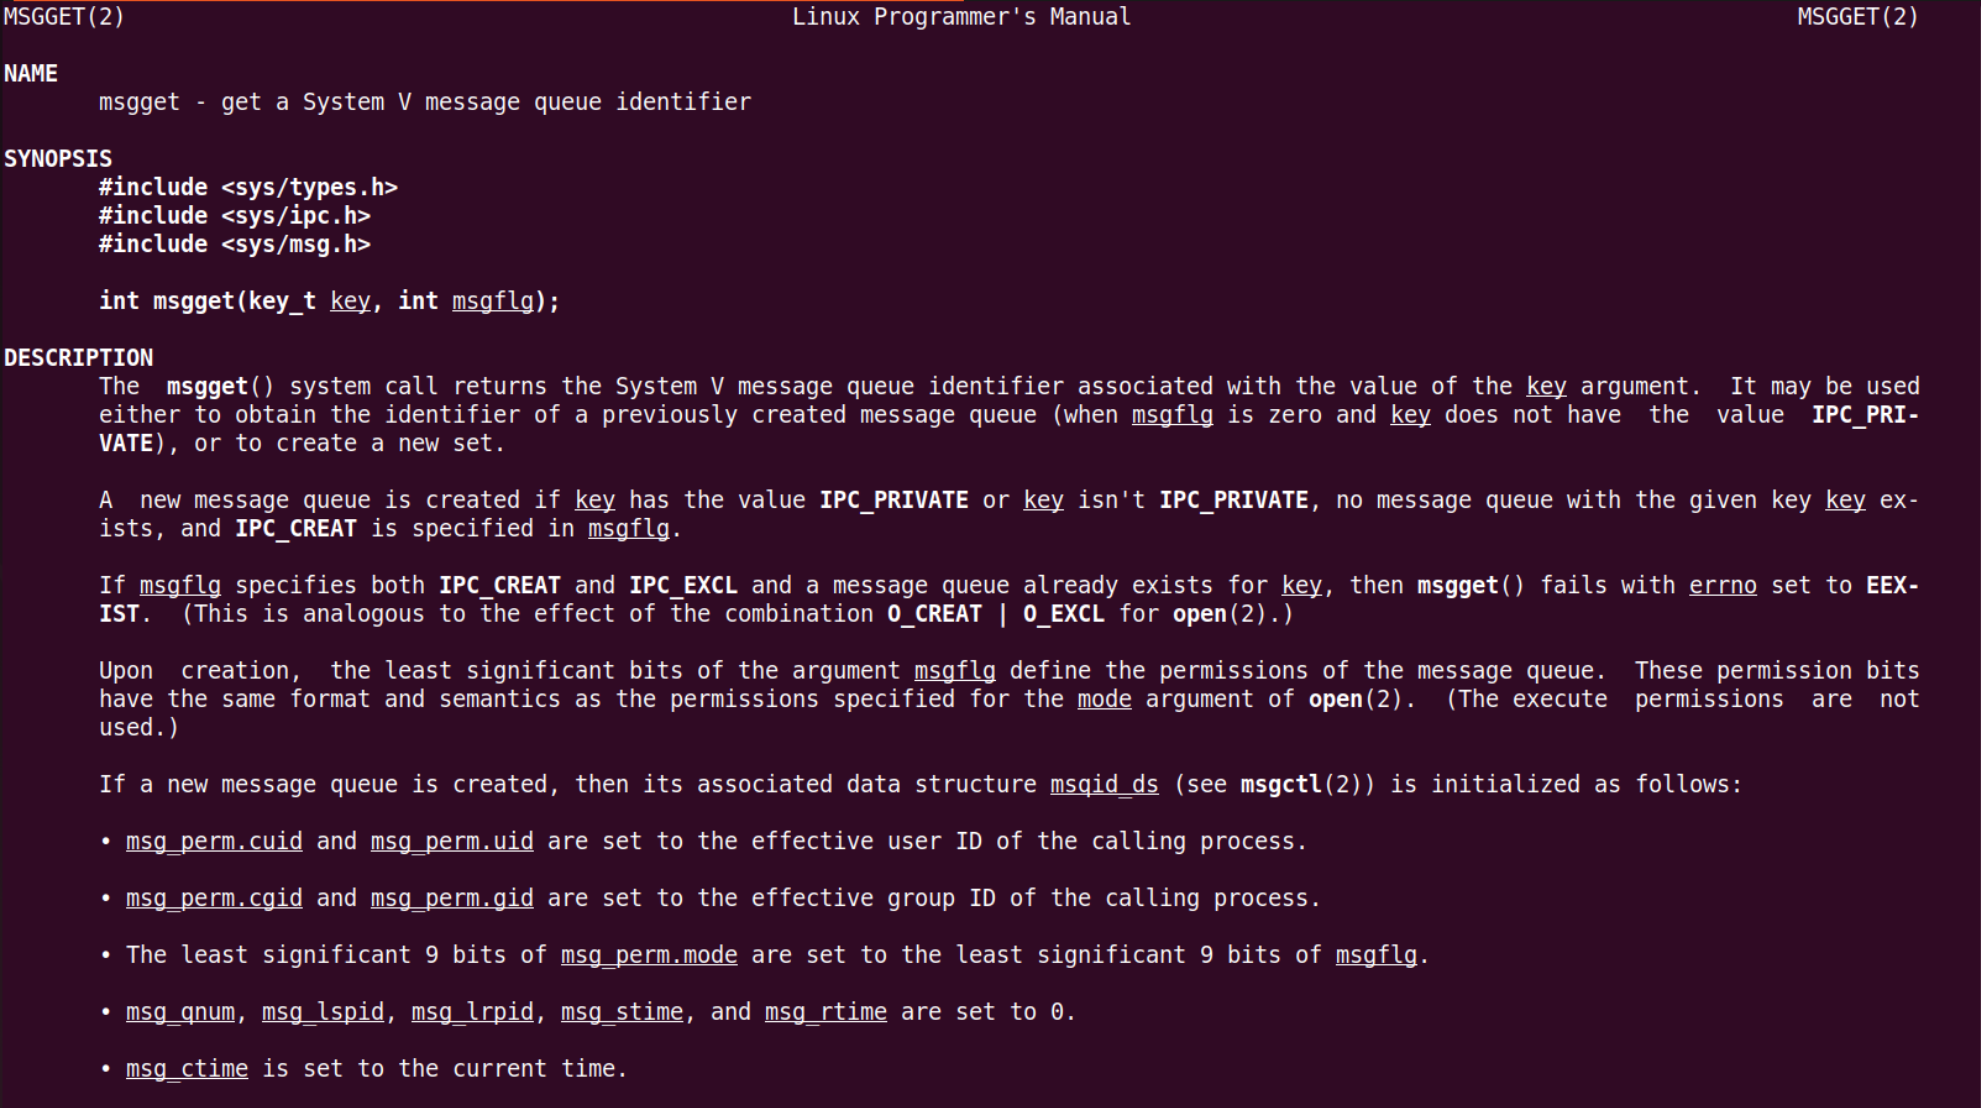 MSGGET(2) Linux Programmer's Manual MSGGET(2)
NAME
msgget - get a System V message queue identifier
SYNOPSIS
#include <sys/types.h>
#include <sys/ipc.h>
#include <sys/msg.h>
int msgget(key_t key, int msgflg);
DESCRIPTION
The msgget() system call returns the System V message queue identifier associated with the value of the key argument. It may be used
either to obtain the identifier of a previously created message queue (when msgflg is zero and key does not have the value IPC_PRI-
VATE), or to create a new set.
A new message queue is created if key has the value IPC_PRIVATE or key isn't IPC_PRIVATE, no message queue with the given key key ex-
ists, and IPC_CREAT is specified in msgflg.
If msgflg specifies both IPC_CREAT and IPC_EXCL and a message queue already exists for key, then msgget() fails with errno set to EEX-
IST. (This is analogous to the effect of the combination O_CREAT | O_EXCL for open(2).)
Upon creation, the least significant bits of the argument msgflg define the permissions of the message queue. These permission bits
have the same format and semantics as the permissions specified for the mode argument of open(2). (The execute permissions are not
used.)
If a new message queue is created, then its associated data structure msqid_ds (see msgctl(2)) is initialized as follows:
• msg_perm.cuid and msg_perm.uid are set to the effective user ID of the calling process.
• msg_perm.cgid and msg_perm.gid are set to the effective group ID of the calling process.
• The least significant 9 bits of msg_perm.mode are set to the least significant 9 bits of msgflg.
• msg_qnum, msg_lspid, msg_lrpid, msg_stime, and msg_rtime are set to 0.
• msg_ctime is set to the current time.